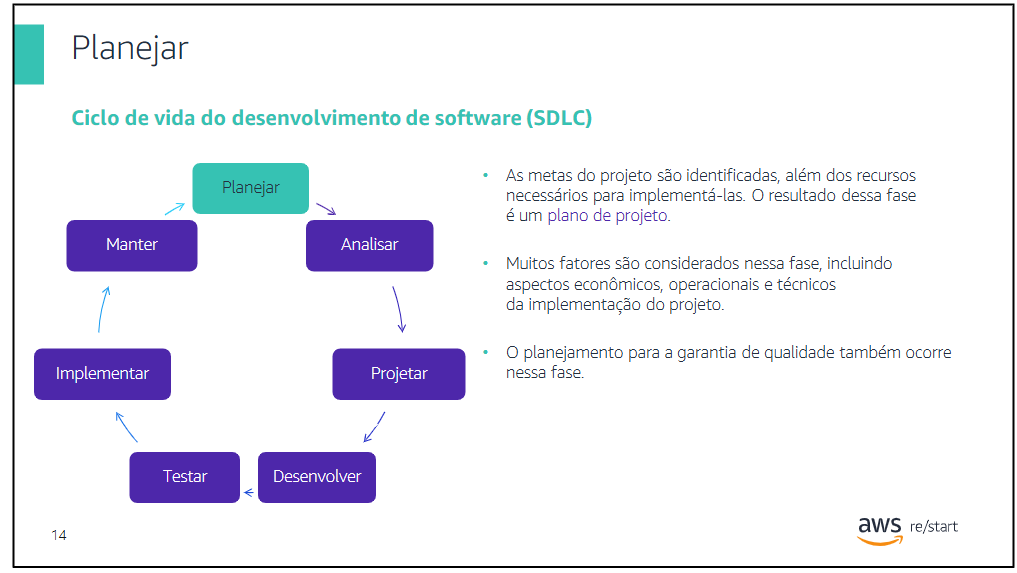 Planejar
Ciclo de vida do desenvolvimento de software (SDLC)
Planejar
Analisar
Projetar
Desenvolver
Testar
Implementar
Manter
• As metas do projeto são identificadas, além dos recursos
necessários para implementá-las. O resultado dessa fase
é um plano de projeto.
• Muitos fatores são considerados nessa fase, incluindo
aspectos econômicos, operacionais e técnicos
da implementação do projeto.
• O planejamento para a garantia de qualidade também ocorre
nessa fase.
14
aws re/start